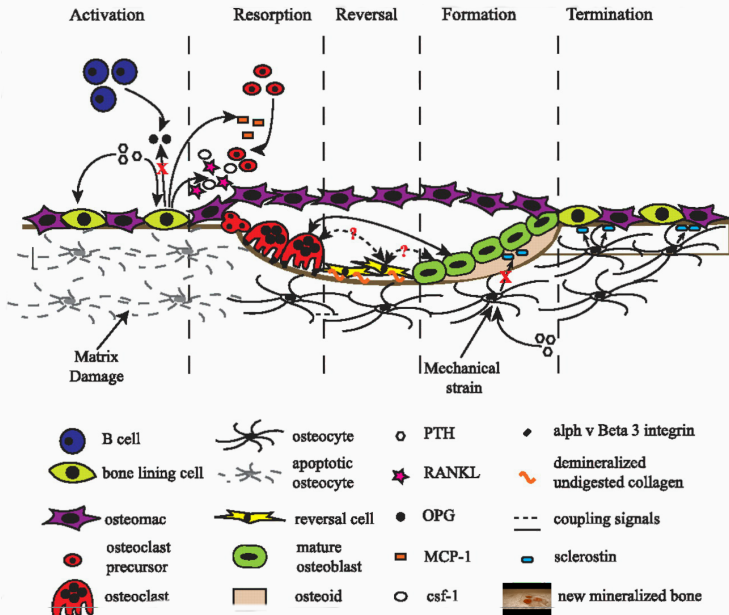 Activation
Resorption
Reversal
Formation
Termination
X
?
?
X
Matrix
Damage
Mechanical
strain
B cell
osteocyte
PTH
alph v Beta 3 integrin
bone lining cell
apoptotic
osteocyte
RANKL
demineralized
undigested collagen
osteomac
reversal cell
OPG
coupling signals
osteoclast
precursor
mature
osteoblast
MCP-1
sclerostin
osteoclast
osteoid
csf-1
new mineralized bone